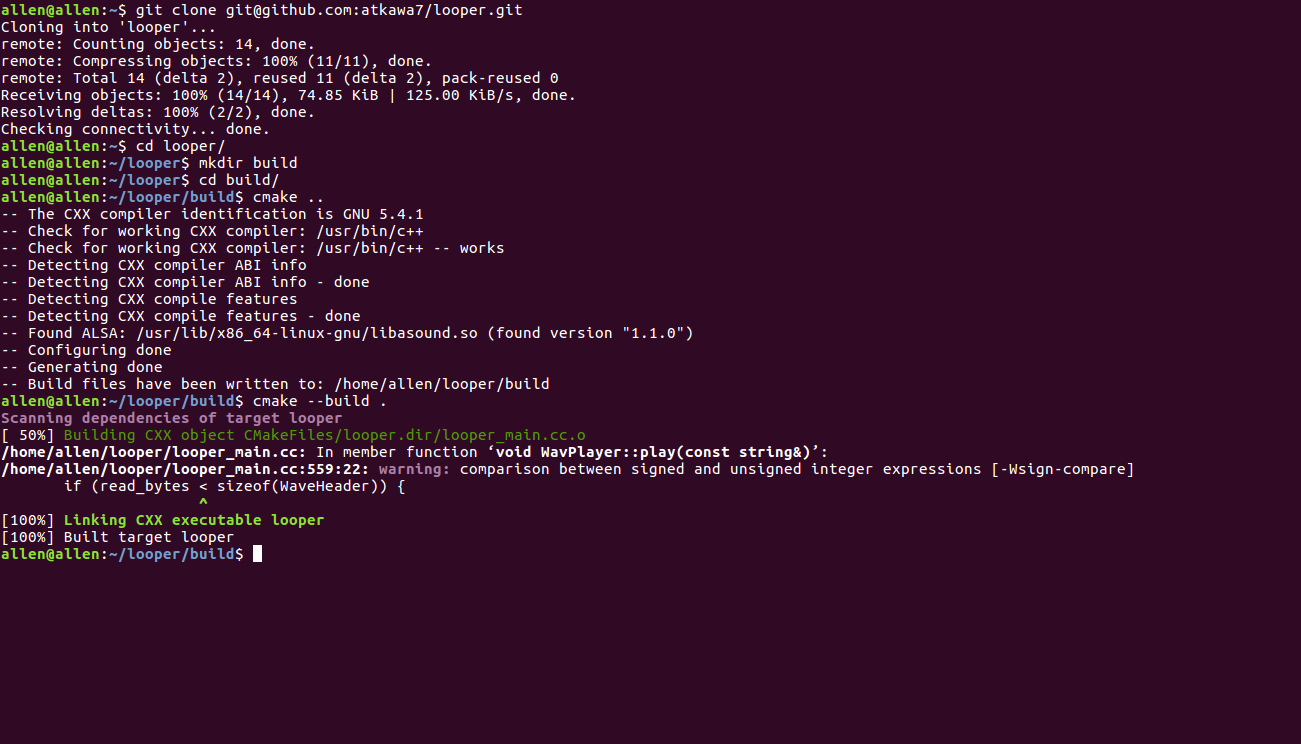 allen@allen:~$ git clone git@github.com:atkawa7/looper.git
Cloning into 'looper'...
remote: Counting objects: 14, done.
remote: Compressing objects: 100% (11/11), done.
remote: Total 14 (delta 2), reused 11 (delta 2), pack-reused 0
Receiving objects: 100% (14/14), 74.85 KiB | 125.00 KiB/s, done.
Resolving deltas: 100% (2/2), done.
Checking connectivity... done.
allen@allen:~$ cd looper/
allen@allen:~/looper$ mkdir build
allen@allen:~/looper$ cd build/
allen@allen:~/looper/build$ cmake ..
-- The CXX compiler identification is GNU 5.4.1
-- Check for working CXX compiler: /usr/bin/c++
-- Check for working CXX compiler: /usr/bin/c++ -- works
-- Detecting CXX compiler ABI info
-- Detecting CXX compiler ABI info - done
-- Detecting CXX compile features
-- Detecting CXX compile features - done
-- Found ALSA: /usr/lib/x86_64-linux-gnu/libasound.so (found version "1.1.0")
-- Configuring done
-- Generating done
-- Build files have been written to: /home/allen/looper/build
allen@allen:~/looper/build$ cmake --build .
Scanning dependencies of target looper
[ 50%] Building CXX object CMakeFiles/looper.dir/looper_main.cc.o
/home/allen/looper/looper_main.cc: In member function ‘void WavPlayer::play(const string&)’:
/home/allen/looper/looper_main.cc:559:22: warning: comparison between signed and unsigned integer expressions [-Wsign-compare]
       if (read_bytes < sizeof(WaveHeader)) {
                      ^
[100%] Linking CXX executable looper
[100%] Built target looper
allen@allen:~/looper/build$